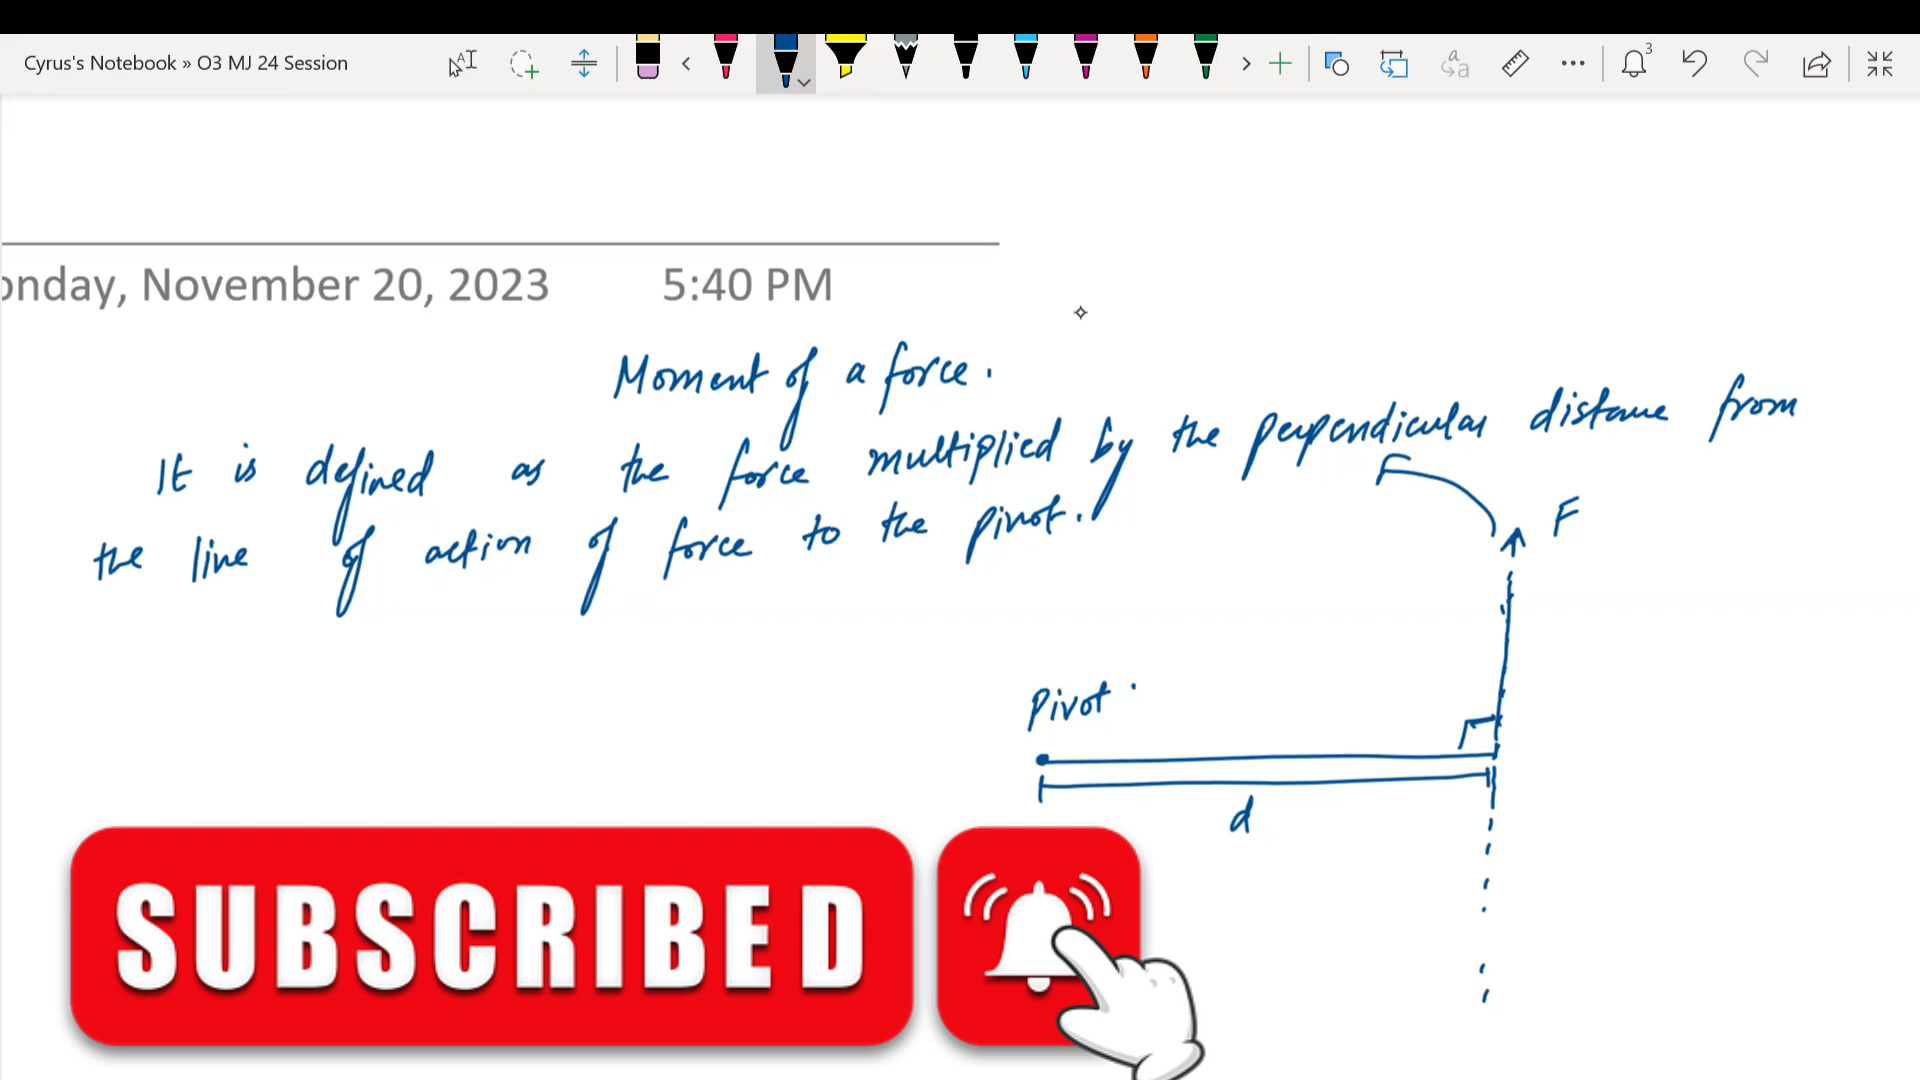 Cyrus's Notebook » O3 MJ 24 Session
3
onday, November 20, 2023 5:40 PM
Moment of a force.
It is defined as the force multiplied by the perpendicular distance from
the line of action of force to the pivot.
F
Pivot
d
SUBSCRIBED